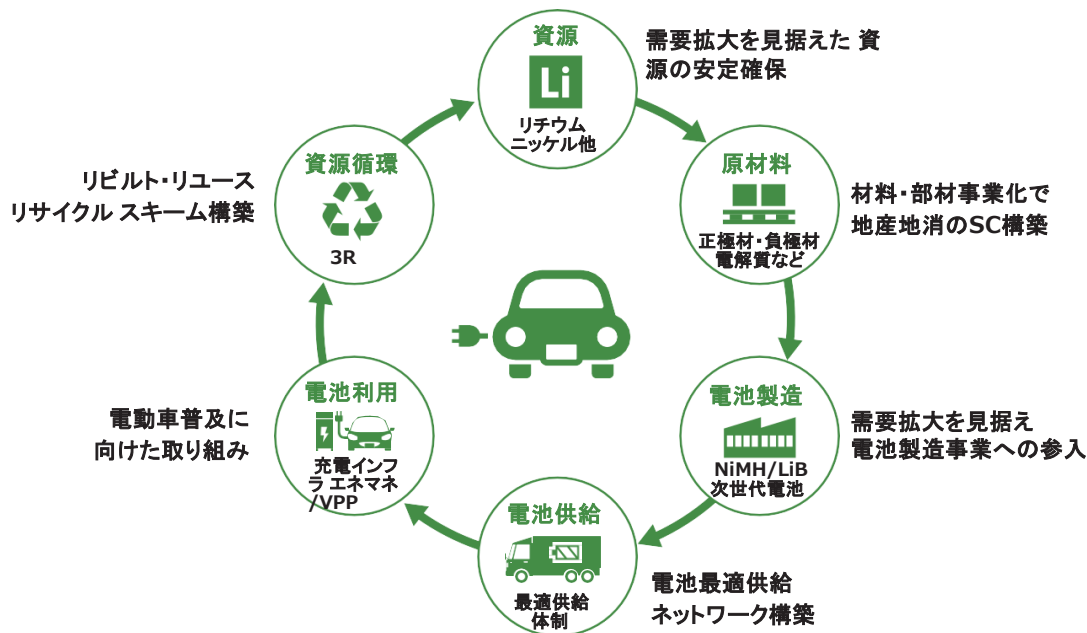 資源
Li
リチウム
ニッケル他
需要拡大を見据えた 資
源の安定確保
原材料
正極材・負極材
電解質など
材料・部材事業化で
地産地消のSC構築
電池製造
NiMH/LiB
次世代電池
需要拡大を見据え
電池製造事業への参入
電池供給
最適供給
体制
電池最適供給
ネットワーク構築
電池利用
充電インフ
ラ エネマネ
/VPP
電動車普及に
向けた取り組み
資源循環
3R
リビルト・リユース
リサイクル スキーム構築